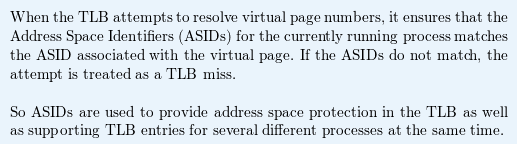 When the TLB attempts to resolve virtual page numbers, it ensures that the
Address Space Identifiers (ASIDs) for the currently running process matches
the ASID associated with the virtual page. If the ASIDs do not match, the
attempt is treated as a TLB miss.
So ASIDs are used to provide address space protection in the TLB as well
as supporting TLB entries for several different processes at the same time.